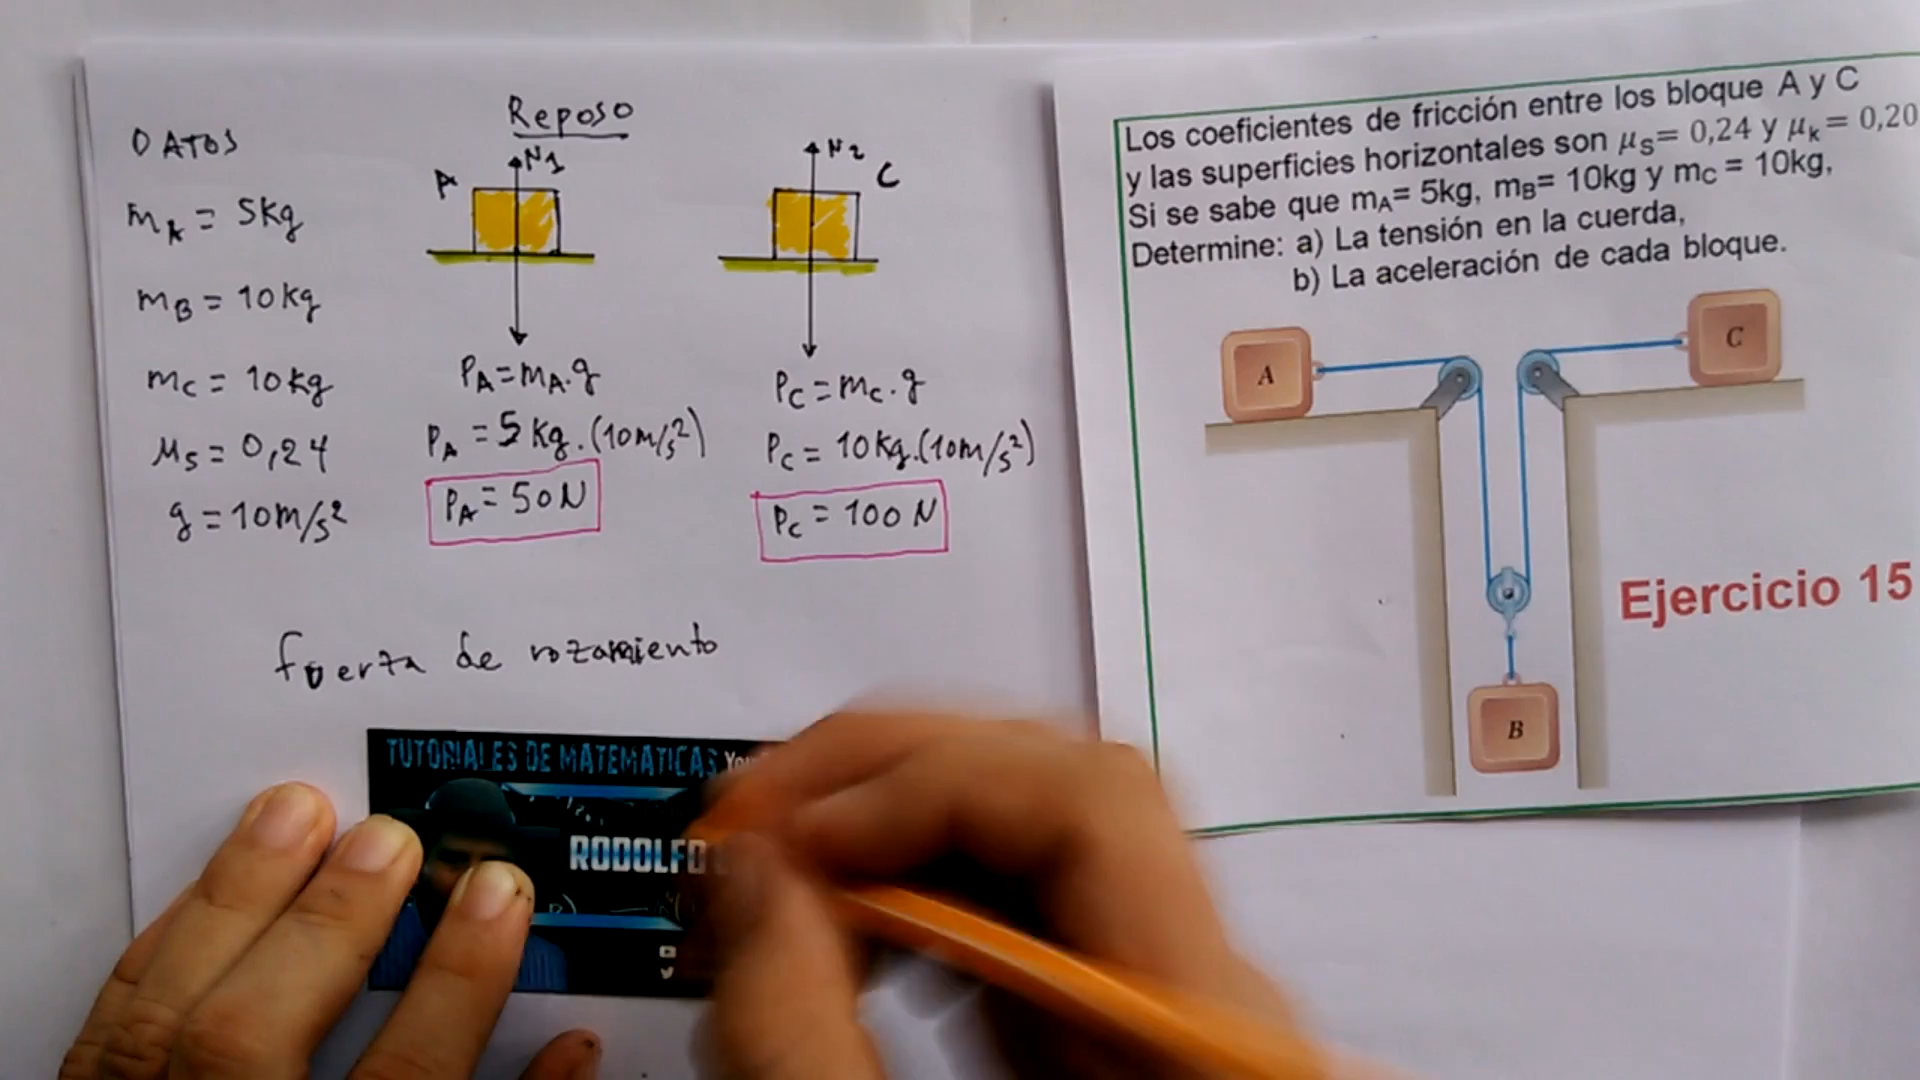 DATOS
mA = 5kg
mB = 10kg
mC = 10kg
μs = 0,24
g = 10m/s²
Reposo
A
N1
PA = mA.g
PA = 5 kg.(10m/s²)
PA = 50N
N2
C
PC = mC.g
PC = 10kg.(10m/s²)
PC = 100 N
fuerza de rozamiento
TUTORIALES DE MATEMATICAS You
RODOLFO
Los coeficientes de fricción entre los bloque A y C
y las superficies horizontales son μS= 0,24 y μk= 0,20
Si se sabe que mA= 5kg, mB= 10kg y mC = 10kg,
Determine: a) La tensión en la cuerda,
b) La aceleración de cada bloque.
A
C
B
Ejercicio 15